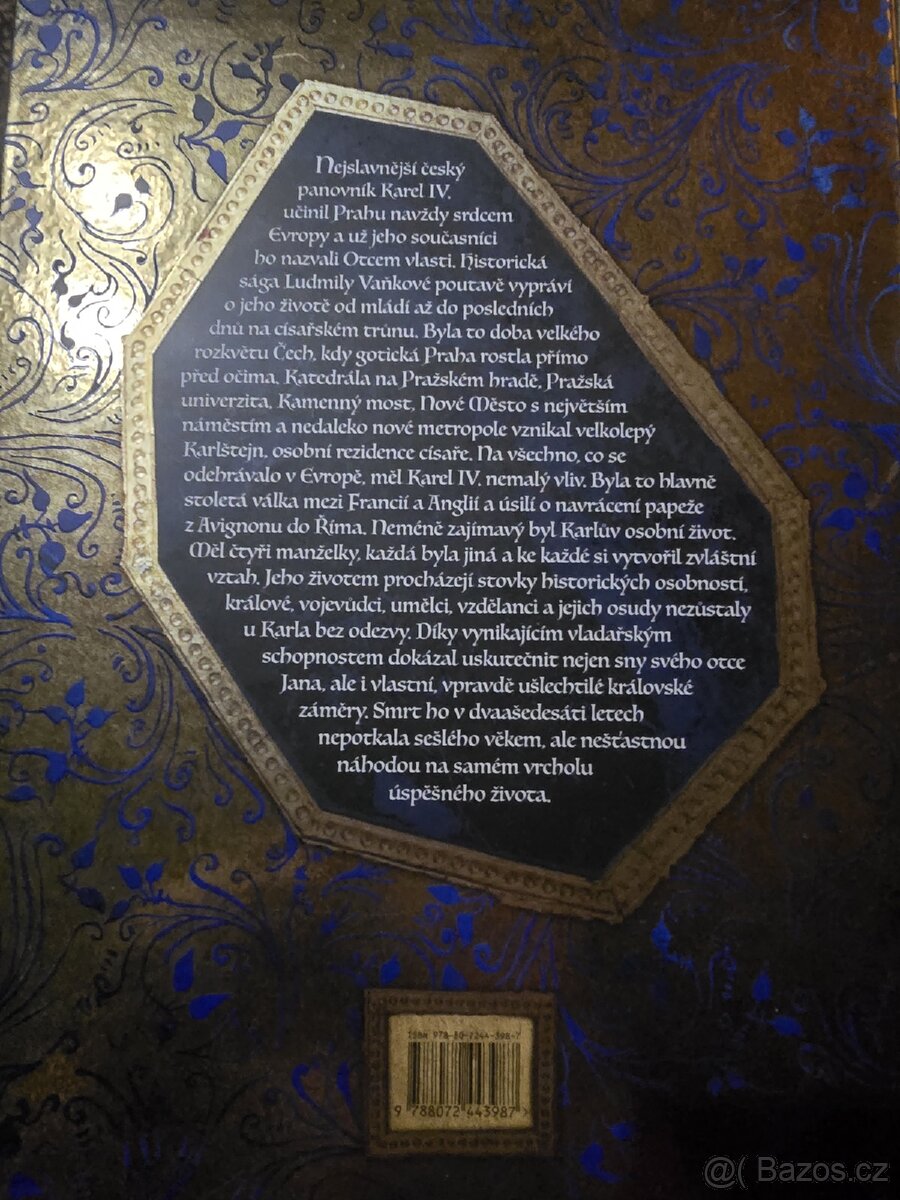 Nejslavnější český
panovník Karel IV.
učinil Prahu navždy srdcem
Evropy a už jeho současníci
ho nazvali Otcem vlasti. Historická
sága Ludmily Vaňkové poutavě vypráví
o jeho životě od mládí až do posledních
dnů na císařském trůnu. Byla to doba velkého
rozkvětu Čech, kdy gotická Praha rostla přímo
před očima. Katedrála na Pražském hradě, Pražská
univerzita, Kamenný most, Nové Město s největším
náměstím a nedaleko nové metropole vznikal velkolepý
Karlštejn, osobní rezidence císaře. Na všechno, co se
odehrávalo v Evropě, měl Karel IV. nemalý vliv. Byla to hlavně
stoletá válka mezi Francií a Anglií a úsilí o navrácení papeže
z Avignonu do Říma. Neméně zajímavý byl Karlův osobní život.
Měl čtyři manželky, každá byla jiná a ke každé si vytvořil zvláštní
vztah. Jeho životem procházejí stovky historických osobností,
králové, vojevůdci, umělci, vzdělanci a jejich osudy nezůstaly
u Karla bez odezvy. Díky vynikajícím vladařským
schopnostem dokázal uskutečnit nejen sny svého otce
Jana, ale i vlastní, vpravdě ušlechtilé královské
záměry. Smrt ho v dvaašedesáti letech
nepotkala sešlého věkem, ale nešťastnou
náhodou na samém vrcholu
úspěšného života.
ISBN 978-80-7244-398-7
9 788072 443987 >
@( Bazos.cz